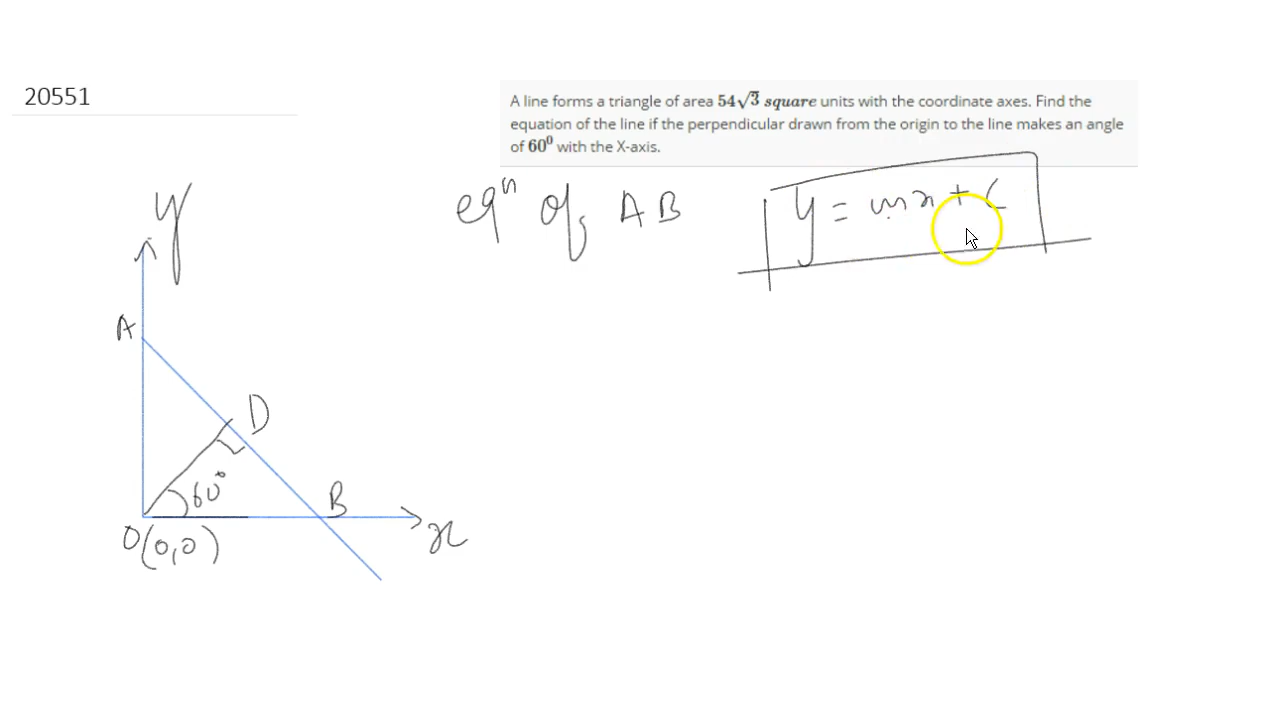 20551
A line forms a triangle of area 54√3 square units with the coordinate axes. Find the
equation of the line if the perpendicular drawn from the origin to the line makes an angle
of 60⁰ with the X-axis.
y
eqⁿ of AB y = mx + c
A
D
60°
B
O(0,0)
x